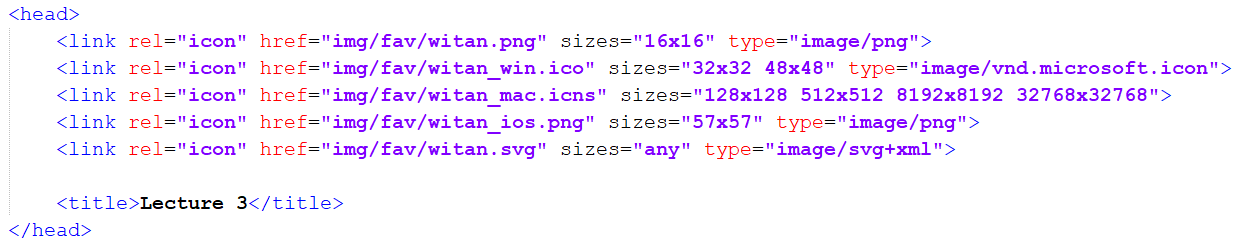 <head>
    <link rel="icon" href="img/fav/witan.png" sizes="16x16" type="image/png">
    <link rel="icon" href="img/fav/witan_win.ico" sizes="32x32 48x48" type="image/vnd.microsoft.icon">
    <link rel="icon" href="img/fav/witan_mac.icns" sizes="128x128 512x512 8192x8192 32768x32768">
    <link rel="icon" href="img/fav/witan_ios.png" sizes="57x57" type="image/png">
    <link rel="icon" href="img/fav/witan.svg" sizes="any" type="image/svg+xml">

    <title>Lecture 3</title>
</head>